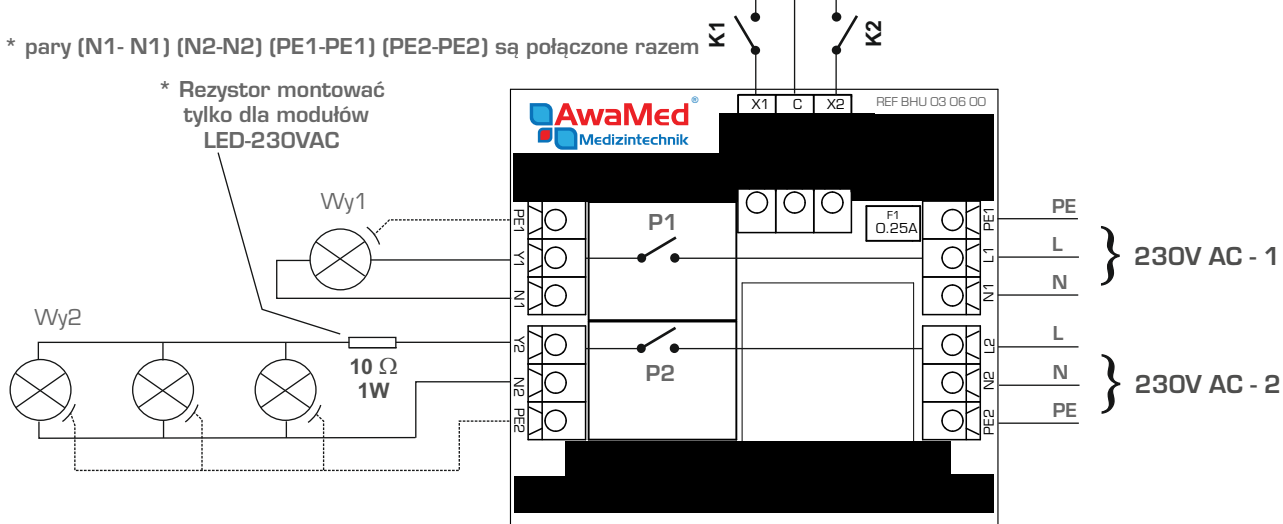 K1
K2
* pary (N1- N1) (N2-N2) (PE1-PE1) (PE2-PE2) są połączone razem
* Rezystor montować
tylko dla modułów
LED-230VAC
X1 C X2
REF BHU 03 06 00
AwaMed®
Medizintechnik
Wy1
PE1
Y1
N1
P1
F1
0.25A
PE1
L1
N1
PE
L
N
230V AC - 1
Wy2
10 Ω
1W
Y2
N2
PE2
P2
L2
N2
PE2
L
N
PE
230V AC - 2